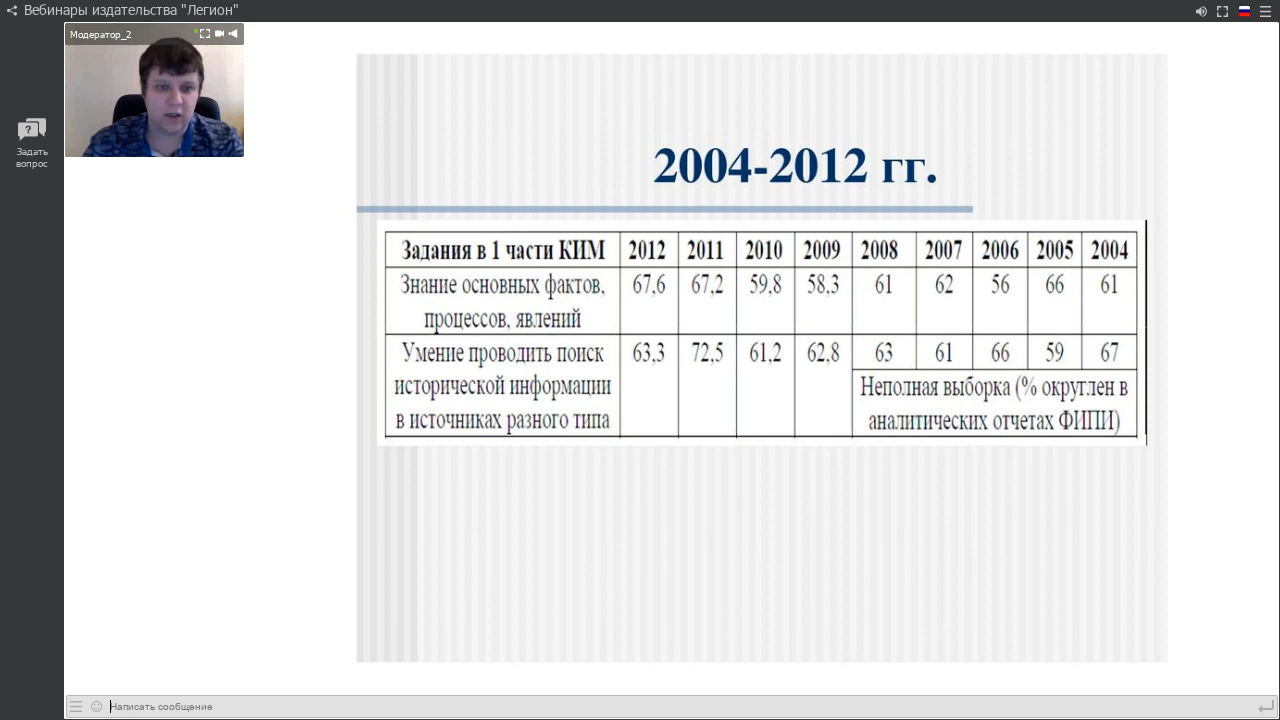 Вебинары издательства "Легион"
Модератор_2
Задать
вопрос
2004-2012 гг.
Задания в 1 части КИМ 2012 2011 2010 2009 2008 2007 2006 2005 2004
Знание основных фактов, 67,6 67,2 59,8 58,3 61 62 56 66 61
процессов, явлений
Умение проводить поиск 63,3 72,5 61,2 62,8 63 61 66 59 67
исторической информации Неполная выборка (% округлен в
в источниках разного типа аналитических отчетах ФИПИ)
Написать сообщение